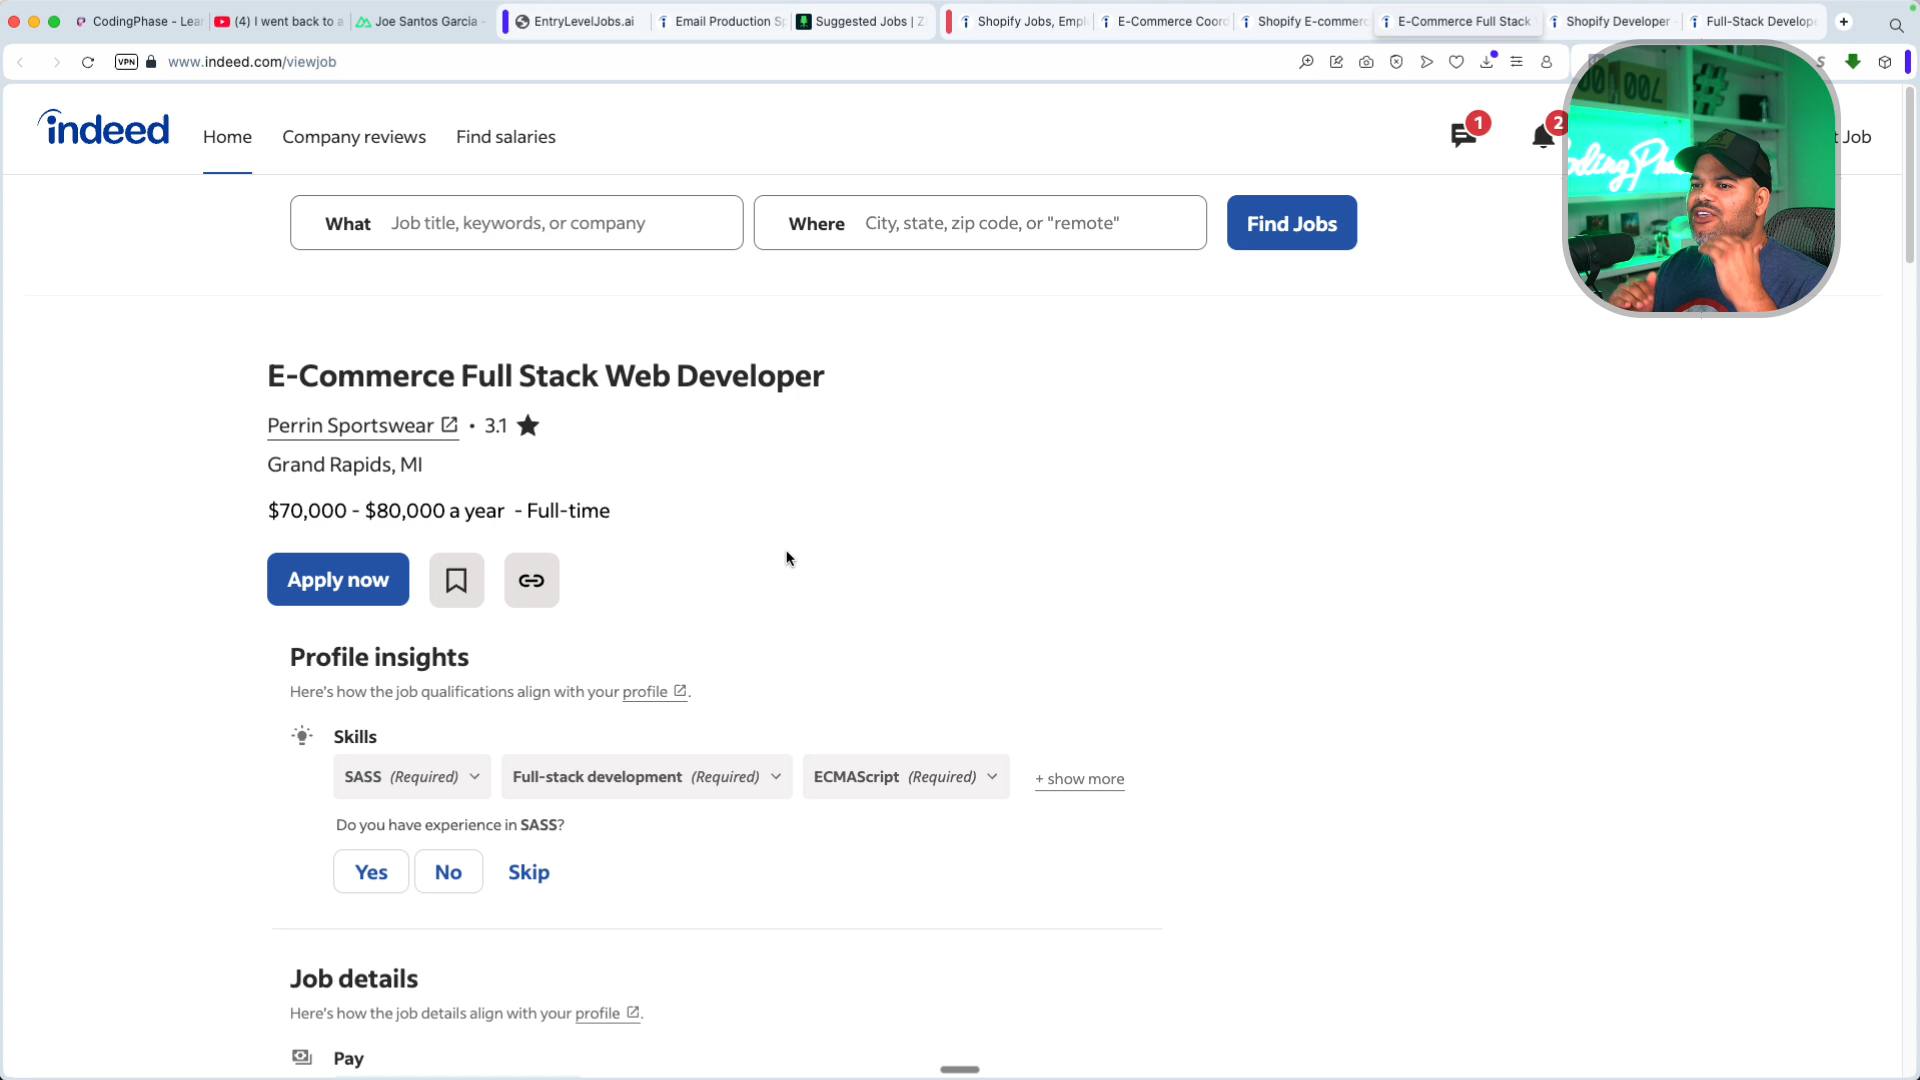 CodingPhase - Lear
(4) I went back to a
Joe Santos Garcia -
EntryLevelJobs.ai
Email Production Sp
Suggested Jobs | Z
Shopify Jobs, Empl
E-Commerce Coord
Shopify E-commerc
E-Commerce Full Stack
Shopify Developer -
Full-Stack Develope
VPN
www.indeed.com/viewjob
indeed
Home
Company reviews
Find salaries
1
2
t Job
What Job title, keywords, or company
Where City, state, zip code, or "remote"
Find Jobs
E-Commerce Full Stack Web Developer
Perrin Sportswear • 3.1
Grand Rapids, MI
$70,000 - $80,000 a year - Full-time
Apply now
Profile insights
Here's how the job qualifications align with your profile.
Skills
SASS (Required)
Full-stack development (Required)
ECMAScript (Required)
+ show more
Do you have experience in SASS?
Yes
No
Skip
Job details
Here's how the job details align with your profile.
Pay